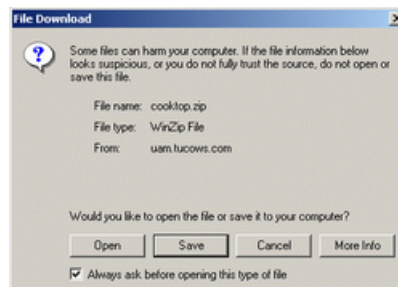 File Download
Some files can harm your computer. If the file information below
looks suspicious, or you do not fully trust the source, do not open or
save this file.
File name: cooktop.zip
File type: WinZip File
From: uam.tucows.com
Would you like to open the file or save it to your computer?
Open Save Cancel More Info
Always ask before opening this type of file